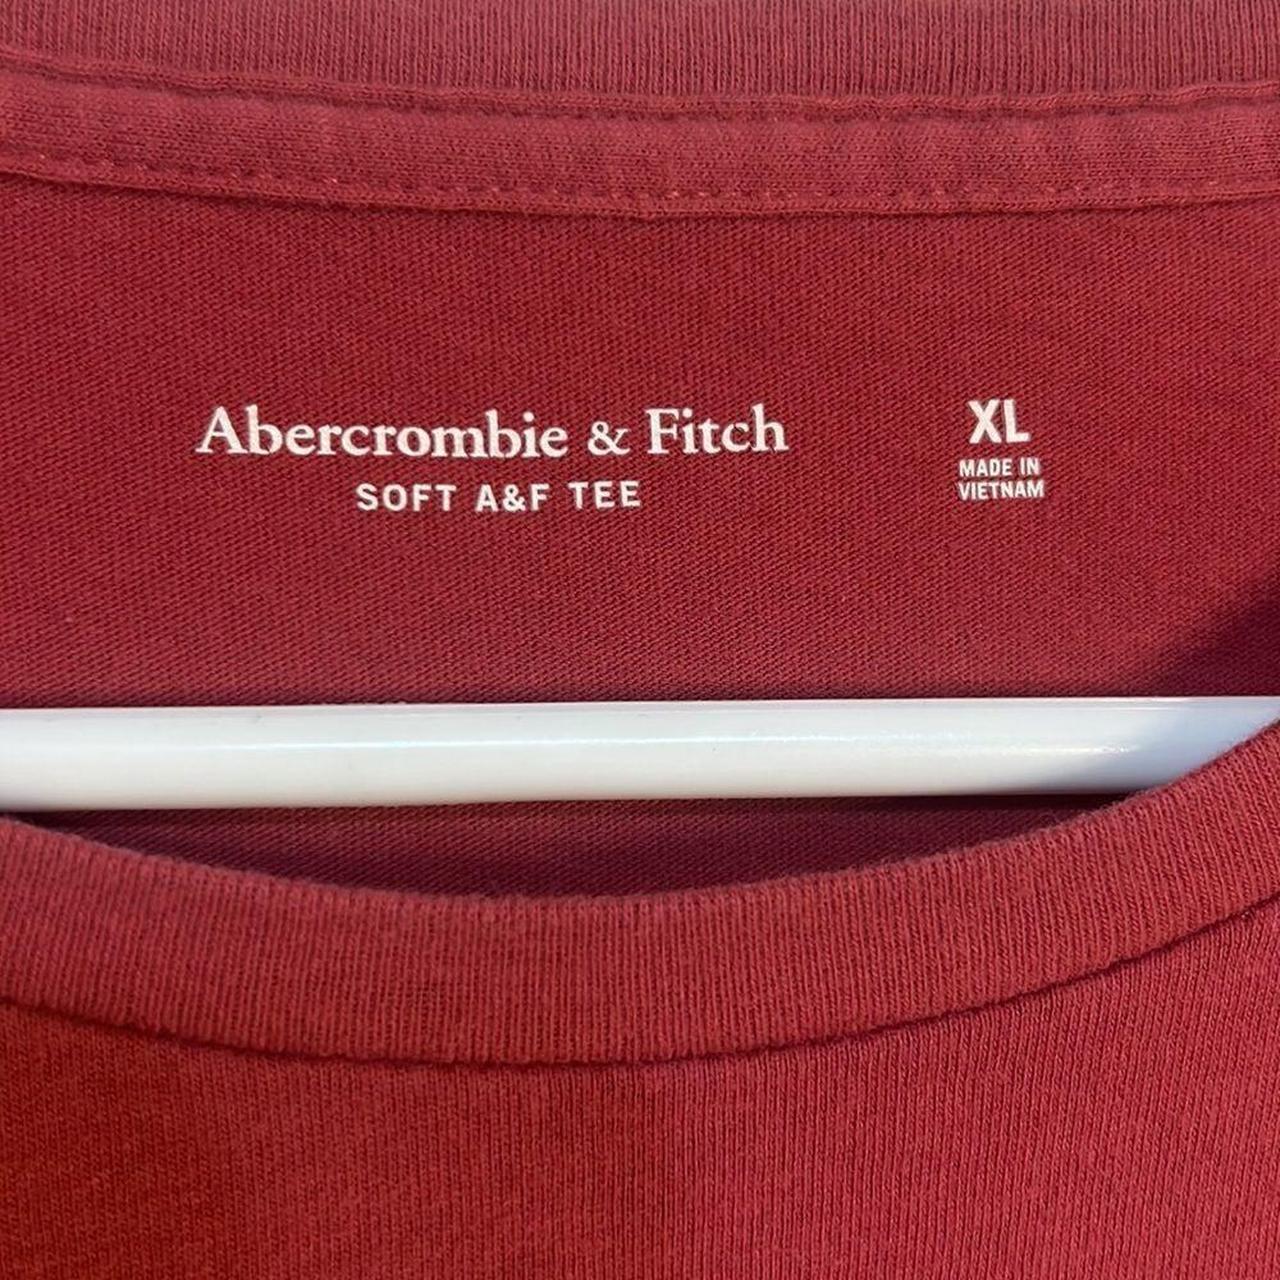 Abercrombie & Fitch
SOFT A&F TEE
XL
MADE IN
VIETNAM